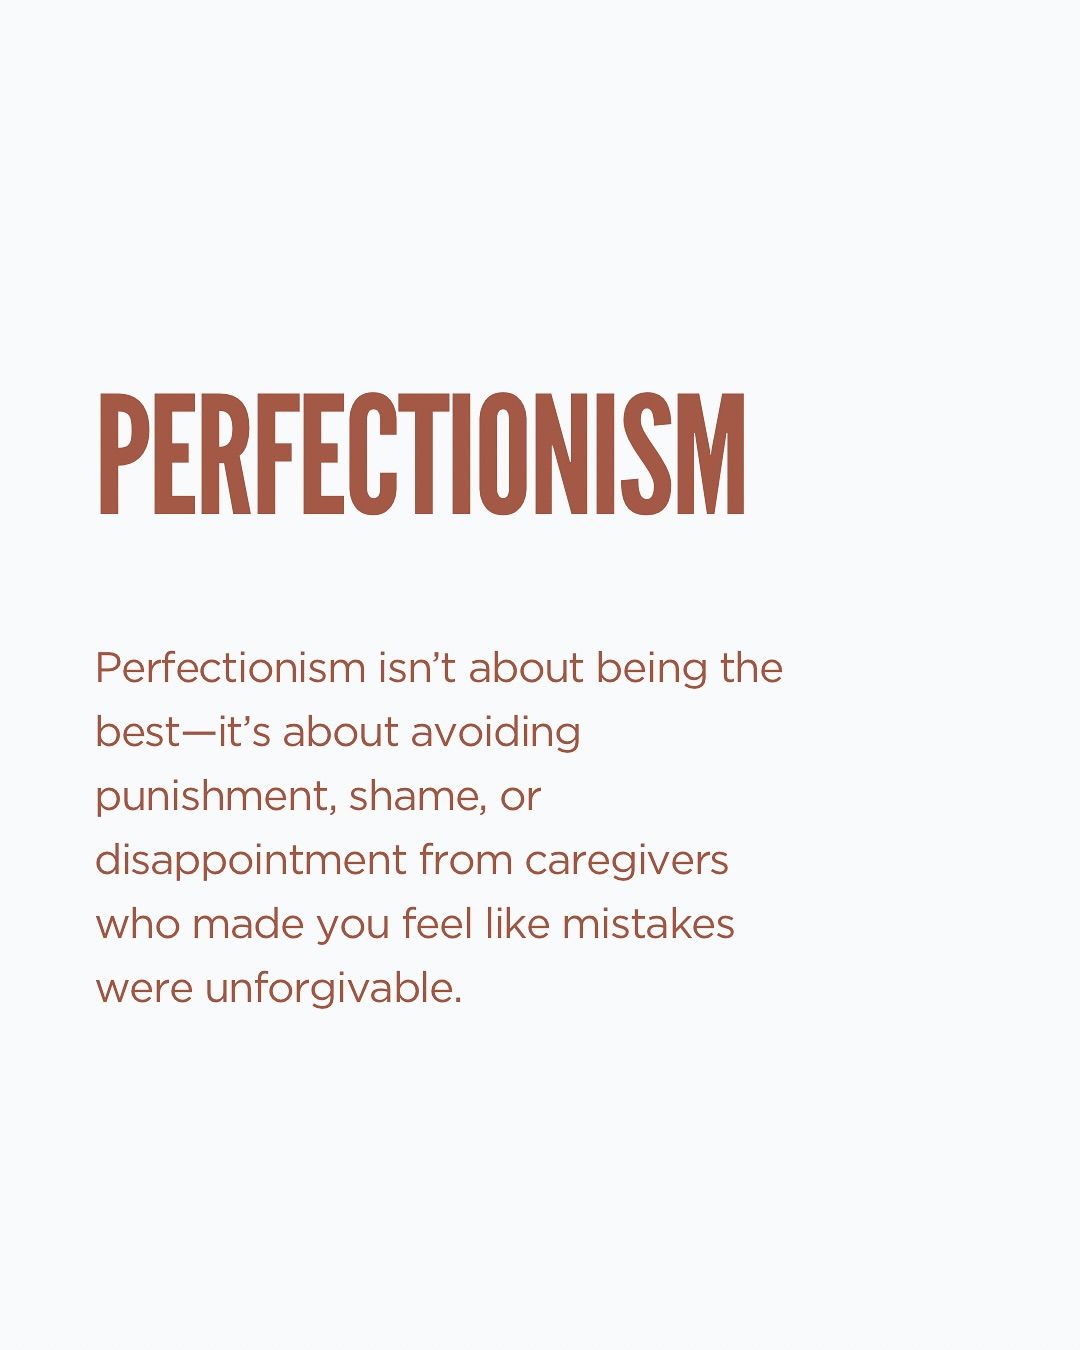 PERFECTIONISM
Perfectionism isn’t about being the
best—it’s about avoiding
punishment, shame, or
disappointment from caregivers
who made you feel like mistakes
were unforgivable.